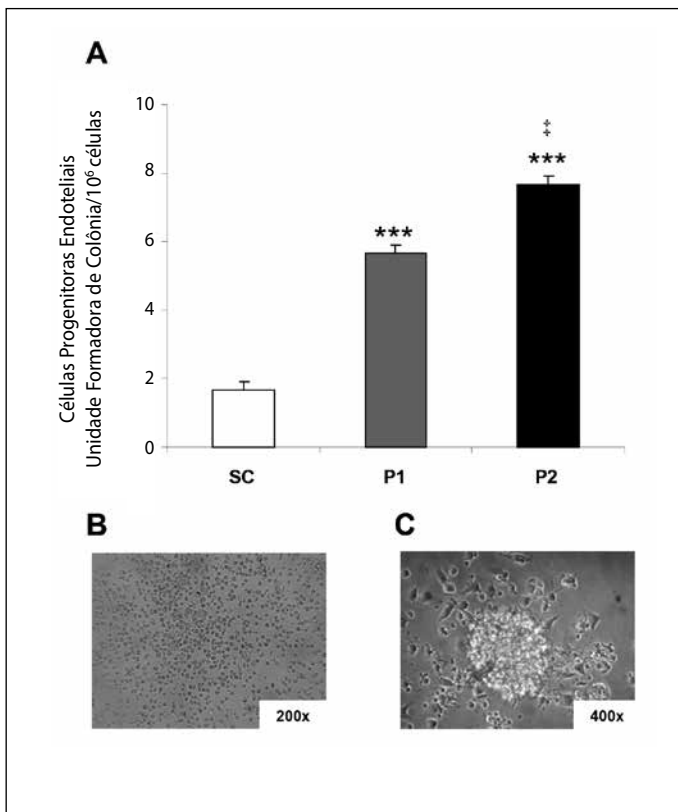 A
Células Progenitoras Endoteliais
Unidade Formadora de Colônia/10⁶ células
10
8
6
4
2
0
***
‡
***
SC
P1
P2
B
C
200x
400x